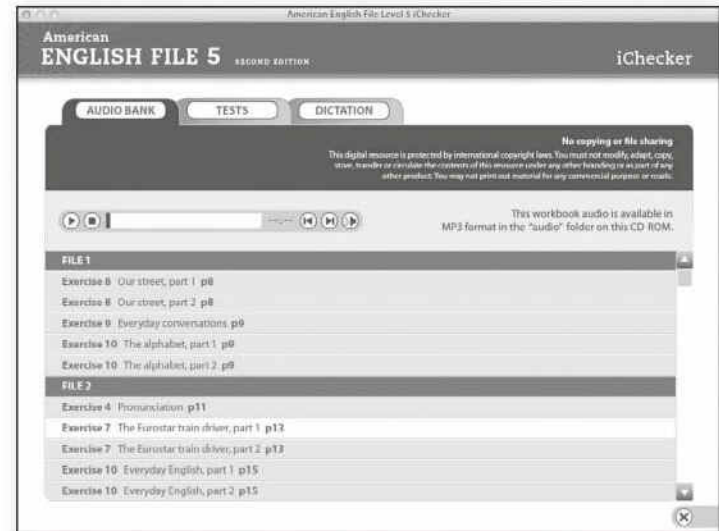 American English File Level 5 iChecker
American
ENGLISH FILE 5 SECOND EDITION
iChecker
AUDIO BANK
TESTS
DICTATION
No copying or file sharing
This digital resource is protected by international copyright laws. You must not modify, adapt, copy,
store, transfer or circulate the contents of this resource under any other branding or as part of any
other product. You may not print out material for any commercial purpose or resale.
This workbook audio is available in
MP3 format in the "audio" folder on this CD-ROM.
FILE 1
Exercise 8 Our street, part 1 p8
Exercise 8 Our street, part 2 p8
Exercise 9 Everyday conversations p9
Exercise 10 The alphabet, part 1 p9
Exercise 10 The alphabet, part 2 p9
FILE 2
Exercise 4 Pronunciation p11
Exercise 7 The Eurostar train driver, part 1 p13
Exercise 7 The Eurostar train driver, part 2 p13
Exercise 10 Everyday English, part 1 p15
Exercise 10 Everyday English, part 2 p15